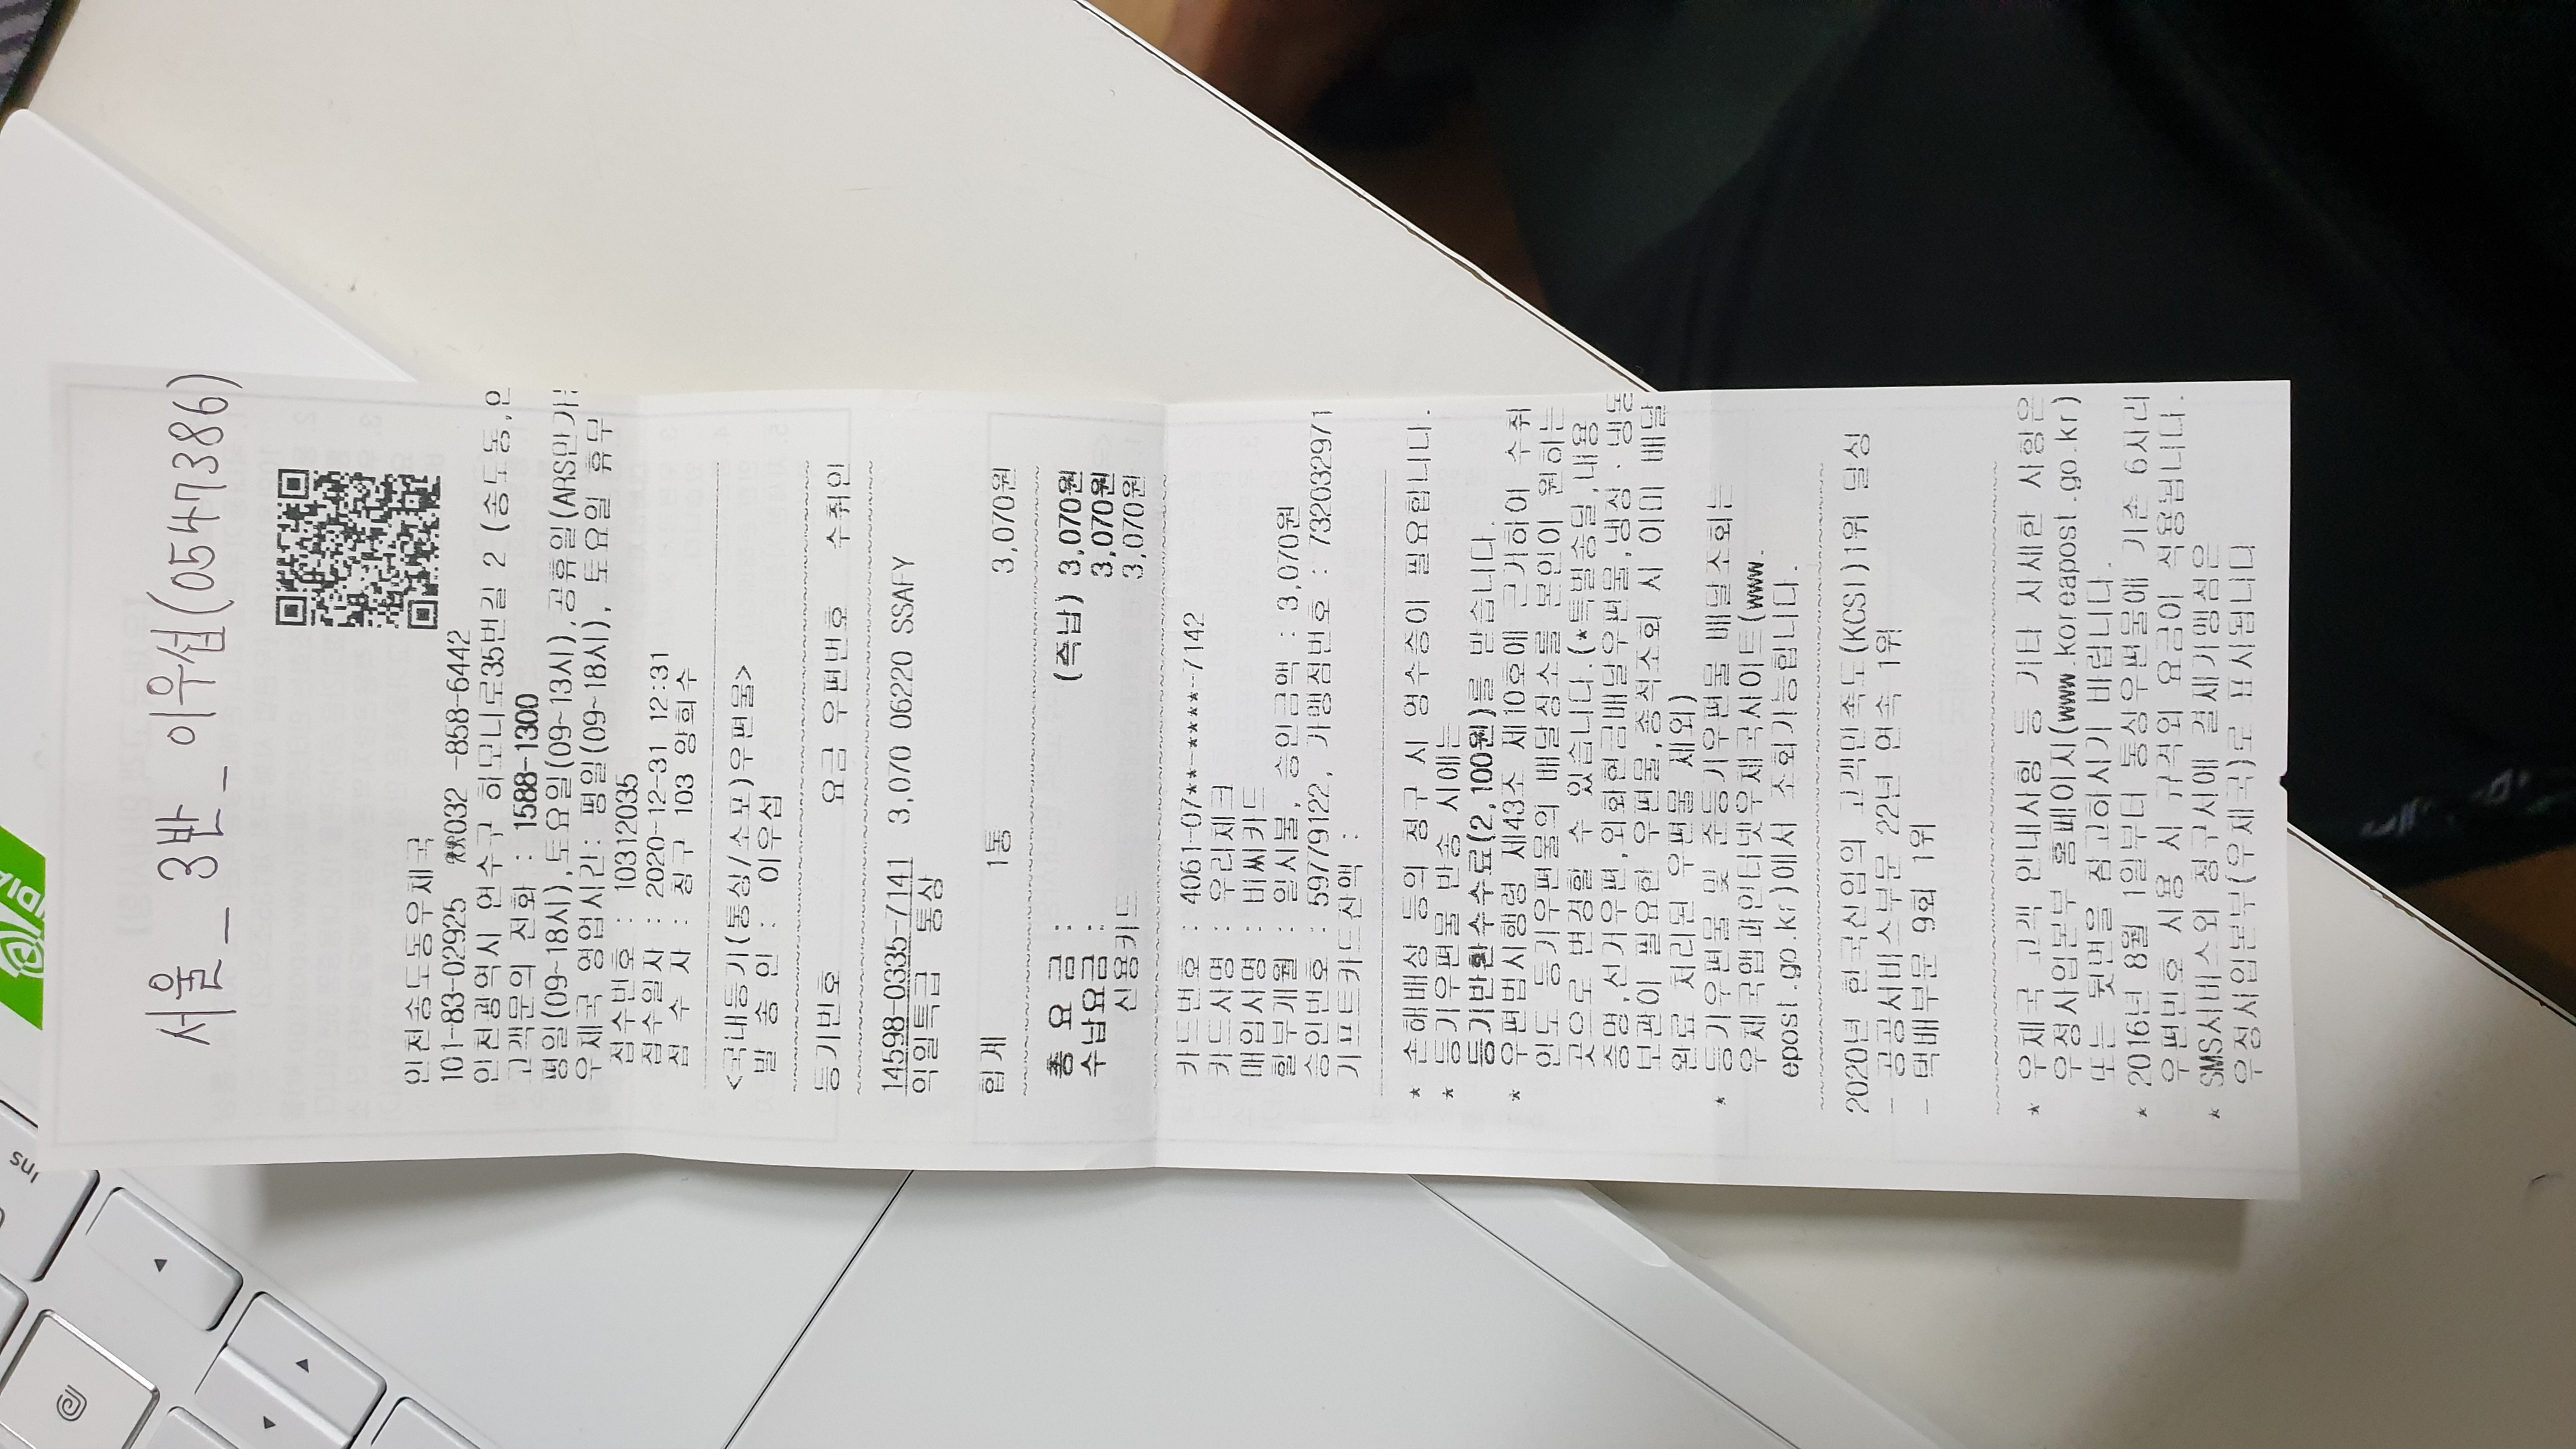 Ins
서울 _ 3반 _ 이우섭(0547386)
인천송도동우체국
101-83-02925 ☎032 -858-6442
인천광역시 연수구 하모니로35번길 2 (송도동,인
고객문의 전화 : 1588-1300
평일(09~18시),토요일(09~13시),공휴일(ARS만가능
우체국 영업시간: 평일(09~18시), 토요일 휴무
접수번호 : 10312035
접수일자 : 2020-12-31 12:31
접 수 자 : 창구 103 양희수
<국내등기(통상/소포)우편물>
발 송 인 : 이우섭
등기번호 요금 우편번호 수취인
14598-0335-7141 3,070 06220 SSAFY
익일특급 통상
합계 1통 3,070원
총 요 금 : (즉납) 3,070원
수납요금 : 3,070원
신용카드 3,070원
카드번호 : 4061-07**-****-7142
카드사명 : 우리체크
매입사명 : 비씨카드
할부개월 : 일시불, 승인금액 : 3,070원
승인번호 : 59779122, 가맹점번호 : 732032971
기프트카드잔액 :
* 손해배상 등의 청구 시 영수증이 필요합니다.
* 등기우편물 반송 시에는
등기반환수수료(2,100원)를 받습니다.
* 우편법시행령 제43조 제10호에 근거하여 수취
인도 등기우편물의 배달장소를 본인이 원하는
곳으로 변경할 수 있습니다.(*특별송달,내용
증명,선거우편,외화현금배달우편물,냉장·냉동
보관이 필요한 우편물,종적조회 시 이미 배달
완료 처리된 우편물 제외)
* 등기우편물 및 준등기우편물 배달조회는
우체국앱과인터넷우체국사이트(www.
epost.go.kr)에서 조회가능합니다.
2020년 한국산업의 고객만족도(KCSI)1위 달성
- 공공서비스부문 22년 연속 1위
- 택배부문 9회 1위
* 우체국 고객 안내사항 등 기타 자세한 사항은
우정사업본부 홈페이지(www.koreapost.go.kr)
또는 뒷면을 참고하시기 바랍니다.
* 2016년 8월 1일부터 통상우편물에 기존 6자리
우편번호 사용 시 규격외 요금이 적용됩니다.
* SMS서비스와 청구서에 결재가맹점은
우정사업본부(우체국)로 표시됩니다